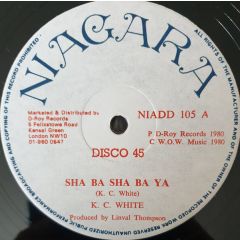 NIAGARA
Marketed & Distributed by
D-Roy Records
5 Felixstowe Road
Kensal Green
London NW10
01-960 0647
NIADD 105 A
P D-Roy Records 1980
C W.O.W. Music 1980
DISCO 45
SHA BA SHA BA YA
(K. C. White)
K. C. WHITE
Produced by Linval Thompson